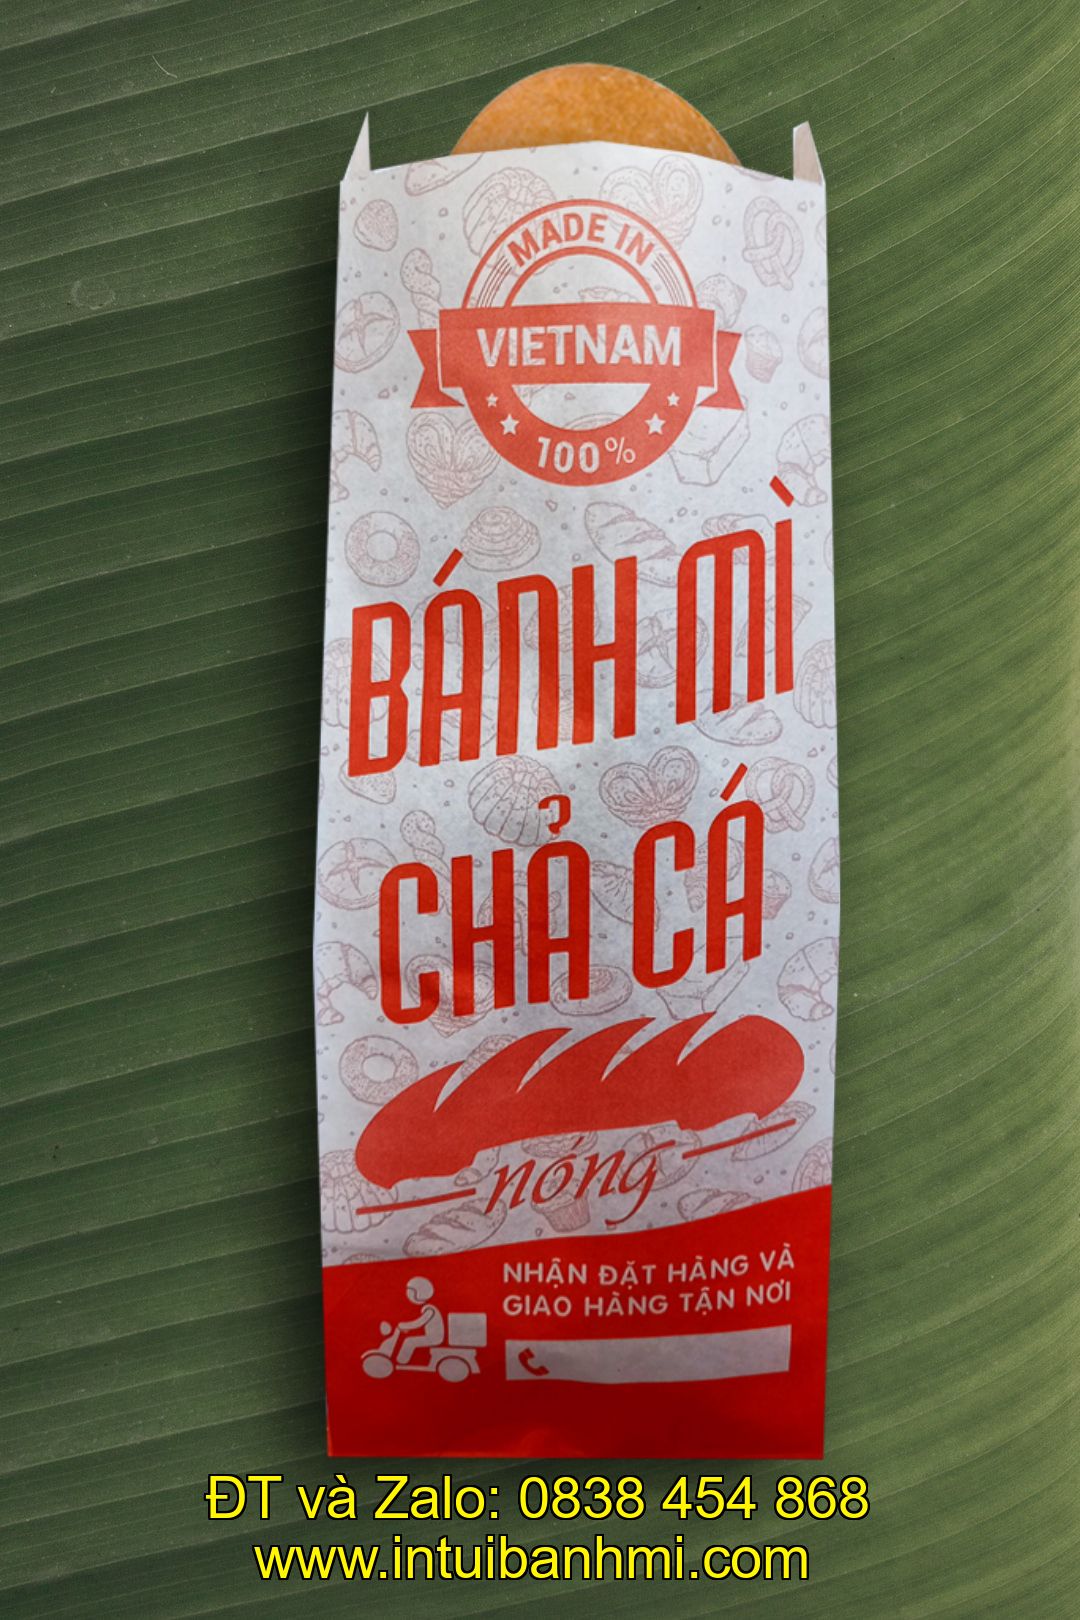 MADE IN
VIETNAM
100%
BÁNH MÌ
CHẢ CÁ
nóng
NHẬN ĐẶT HÀNG VÀ
GIAO HÀNG TẬN NƠI
ĐT và Zalo: 0838 454 868
www.intuibanhmi.com